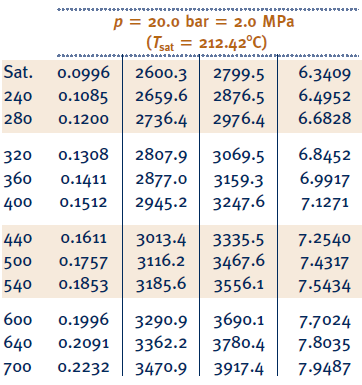 p = 20.0 bar = 2.0 MPa
(Tsat = 212.42°C)
Sat. 0.0996 2600.3 2799.5 6.3409
240 0.1085 2659.6 2876.5 6.4952
280 0.1200 2736.4 2976.4 6.6828
320 0.1308 2807.9 3069.5 6.8452
360 0.1411 2877.0 3159.3 6.9917
400 0.1512 2945.2 3247.6 7.1271
440 0.1611 3013.4 3335.5 7.2540
500 0.1757 3116.2 3467.6 7.4317
540 0.1853 3185.6 3556.1 7.5434
600 0.1996 3290.9 3690.1 7.7024
640 0.2091 3362.2 3780.4 7.8035
700 0.2232 3470.9 3917.4 7.9487